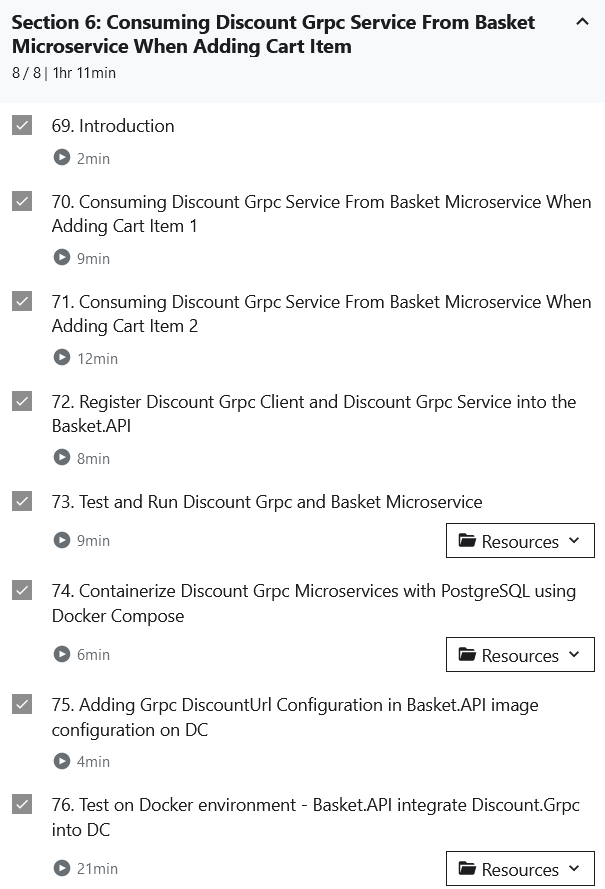 Section 6: Consuming Discount Grpc Service From Basket
Microservice When Adding Cart Item
8 / 8 | 1hr 11min
69. Introduction
2min
70. Consuming Discount Grpc Service From Basket Microservice When
Adding Cart Item 1
9min
71. Consuming Discount Grpc Service From Basket Microservice When
Adding Cart Item 2
12min
72. Register Discount Grpc Client and Discount Grpc Service into the
Basket.API
8min
73. Test and Run Discount Grpc and Basket Microservice
9min
Resources
74. Containerize Discount Grpc Microservices with PostgreSQL using
Docker Compose
6min
Resources
75. Adding Grpc DiscountUrl Configuration in Basket.API image
configuration on DC
4min
76. Test on Docker environment - Basket.API integrate Discount.Grpc
into DC
21min
Resources